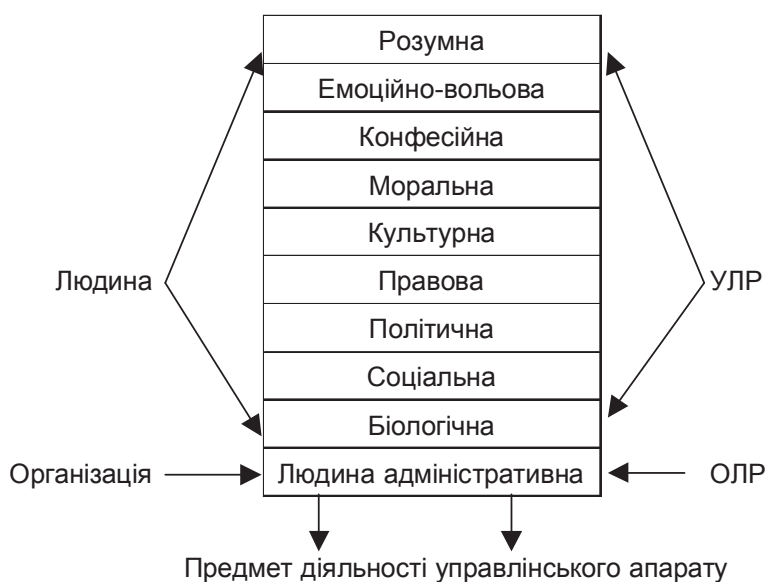 Розумна
Емоційно-вольова
Конфесійна
Моральна
Культурна
Людина
Правова
УЛР
Політична
Соціальна
Біологічна
Організація
Людина адміністративна
ОЛР
Предмет діяльності управлінського апарату